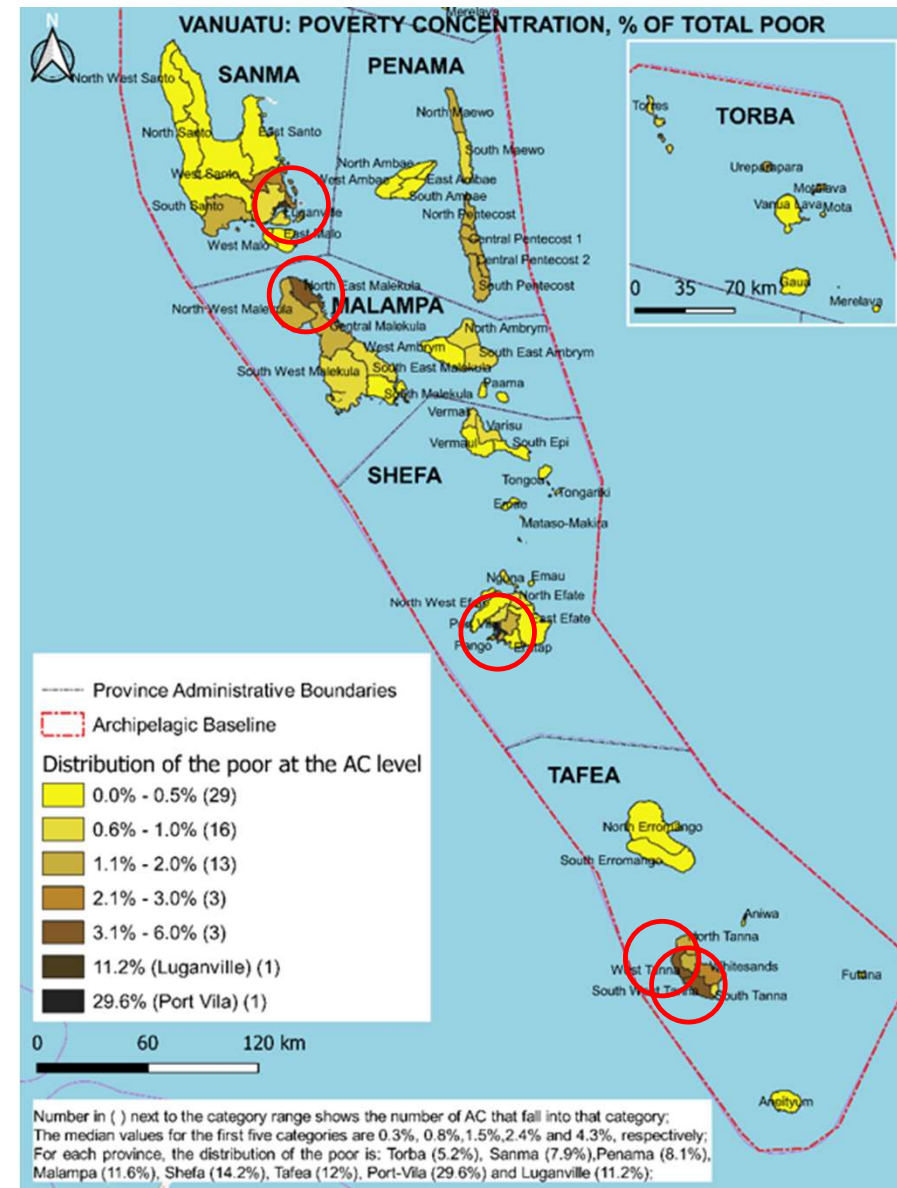 Merelava
VANUATU: POVERTY CONCENTRATION, % OF TOTAL POOR
SANMA
PENAMA
North West Santo
North Santo
East Santo
West Santo
South Santo
Luganville
East Malo
West Malo
North Maewo
South Maewo
North Ambae
West Ambae
East Ambae
South Ambae
North Pentecost
Central Pentecost 1
Central Pentecost 2
South Pentecost
TORBA
Torres
Ureparapara
Motalava
Vanua Lava
Mota
Gaua
Merelava
0 35 70 km
North East Malekula
MALAMPA
North West Malekula
Central Malekula
North Ambrym
West Ambrym
South East Ambrym
South West Malekula
South East Malekula
Paama
South Malekula
Vermali
Varisu
Vermaul
South Epi
SHEFA
Tongoa
Tongariki
Emae
Mataso-Makira
Nguna
Emau
North Efate
North West Efate
East Efate
Port Vila
Pango
Eratap
Province Administrative Boundaries
Archipelagic Baseline
Distribution of the poor at the AC level
0.0% - 0.5% (29)
0.6% - 1.0% (16)
1.1% - 2.0% (13)
2.1% - 3.0% (3)
3.1% - 6.0% (3)
11.2% (Luganville) (1)
29.6% (Port Vila) (1)
0 60 120 km
TAFEA
North Erromango
South Erromango
Aniwa
North Tanna
West Tanna
Whitesands
Futuna
South West Tanna
South Tanna
Aneityum
Number in ( ) next to the category range shows the number of AC that fall into that category;
The median values for the first five categories are 0.3%, 0.8%,1.5%,2.4% and 4.3%, respectively;
For each province, the distribution of the poor is: Torba (5.2%), Sanma (7.9%),Penama (8.1%),
Malampa (11.6%), Shefa (14.2%), Tafea (12%), Port-Vila (29.6%) and Luganville (11.2%);